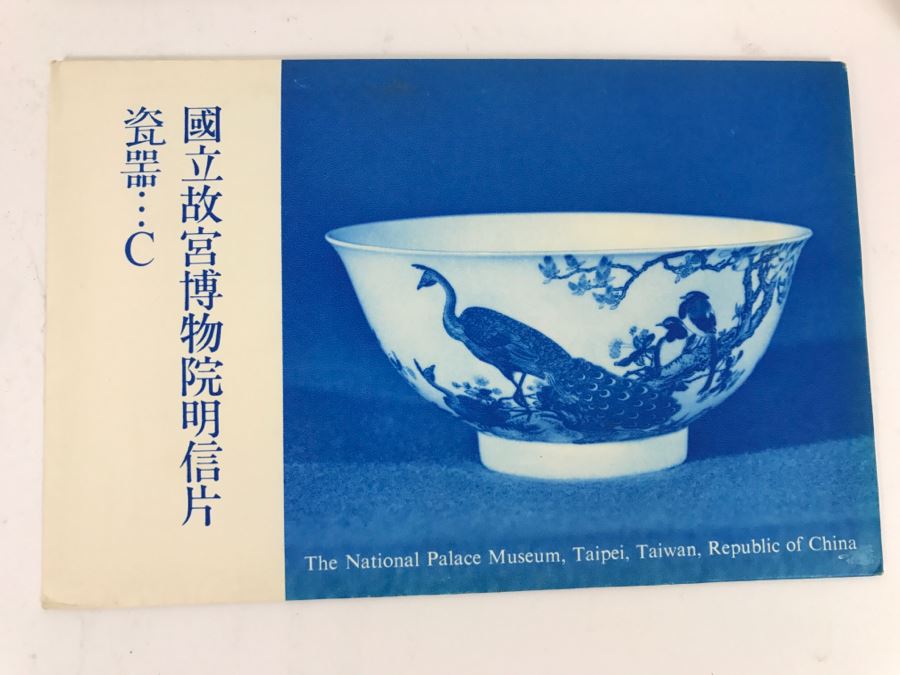 國立故宮博物院明信片
瓷器…C
The National Palace Museum, Taipei, Taiwan, Republic of China